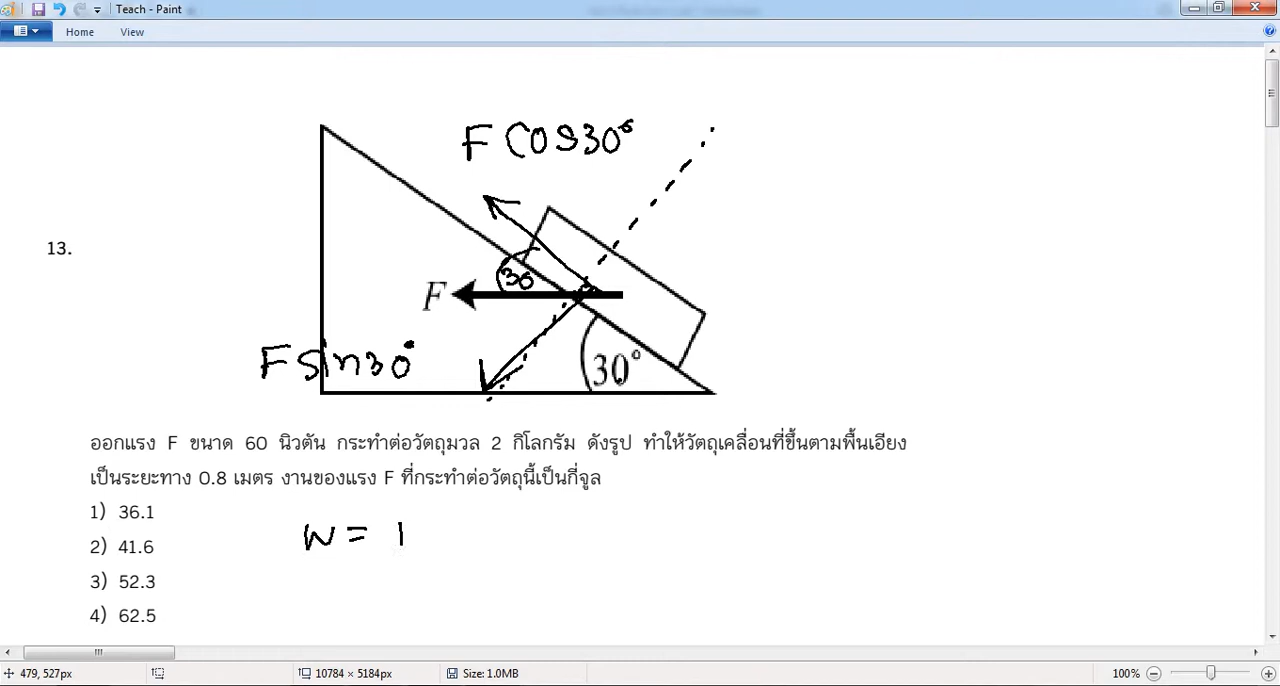 Teach - Paint
Home View
F COS30°
13.
30
F
F sin30°
30°
ออกแรง F ขนาด 60 นิวตัน กระทำต่อวัตถุมวล 2 กิโลกรัม ดังรูป ทำให้วัตถุเคลื่อนที่ขึ้นตามพื้นเอียง
เป็นระยะทาง 0.8 เมตร งานของแรง F ที่กระทำต่อวัตถุนี้เป็นกี่จูล
1) 36.1
W =
2) 41.6
3) 52.3
4) 62.5
479, 527px 10784 × 5184px Size: 1.0MB 100%